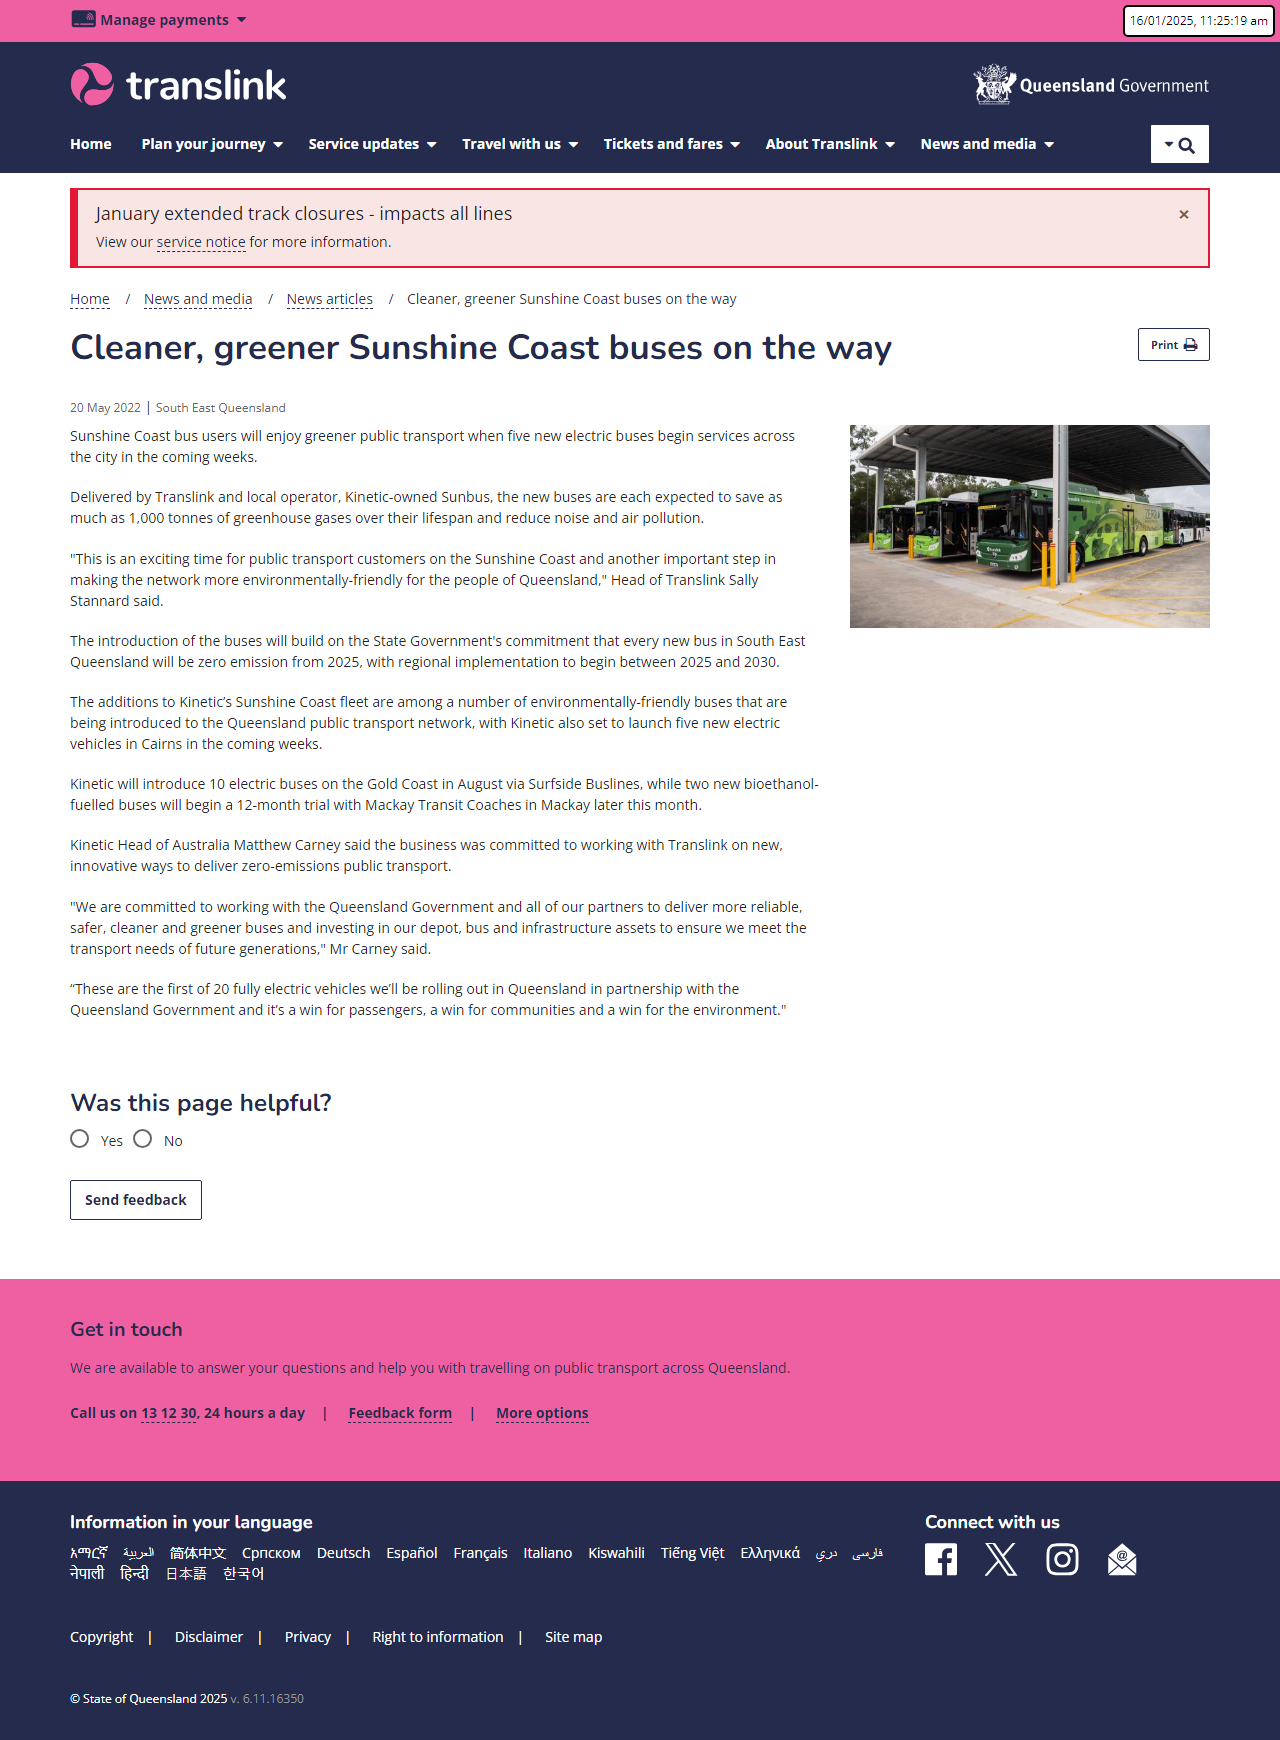 Manage payments
16/01/2025, 11:25:19 am
translink
Queensland Government
Home Plan your journey Service updates Travel with us Tickets and fares About Translink News and media
January extended track closures - impacts all lines
×
View our service notice for more information.
Home / News and media / News articles / Cleaner, greener Sunshine Coast buses on the way
Cleaner, greener Sunshine Coast buses on the way
Print
20 May 2022 | South East Queensland
Sunshine Coast bus users will enjoy greener public transport when five new electric buses begin services across
the city in the coming weeks.
Delivered by Translink and local operator, Kinetic-owned Sunbus, the new buses are each expected to save as
much as 1,000 tonnes of greenhouse gases over their lifespan and reduce noise and air pollution.
"This is an exciting time for public transport customers on the Sunshine Coast and another important step in
making the network more environmentally-friendly for the people of Queensland," Head of Translink Sally
Stannard said.
The introduction of the buses will build on the State Government's commitment that every new bus in South East
Queensland will be zero emission from 2025, with regional implementation to begin between 2025 and 2030.
The additions to Kinetic’s Sunshine Coast fleet are among a number of environmentally-friendly buses that are
being introduced to the Queensland public transport network, with Kinetic also set to launch five new electric
vehicles in Cairns in the coming weeks.
Kinetic will introduce 10 electric buses on the Gold Coast in August via Surfside Buslines, while two new bioethanol-
fuelled buses will begin a 12-month trial with Mackay Transit Coaches in Mackay later this month.
Kinetic Head of Australia Matthew Carney said the business was committed to working with Translink on new,
innovative ways to deliver zero-emissions public transport.
"We are committed to working with the Queensland Government and all of our partners to deliver more reliable,
safer, cleaner and greener buses and investing in our depot, bus and infrastructure assets to ensure we meet the
transport needs of future generations," Mr Carney said.
“These are the first of 20 fully electric vehicles we’ll be rolling out in Queensland in partnership with the
Queensland Government and it’s a win for passengers, a win for communities and a win for the environment."
Was this page helpful?
Yes No
Send feedback
Get in touch
We are available to answer your questions and help you with travelling on public transport across Queensland.
Call us on 13 12 30, 24 hours a day | Feedback form | More options
Information in your language
አማርኛ العربية 简体中文 Српском Deutsch Español Français Italiano Kiswahili Tiếng Việt Ελληνικά دري فارسی
नेपाली हिन्दी 日本語 한국어
Connect with us
Copyright | Disclaimer | Privacy | Right to information | Site map
© State of Queensland 2025 v. 6.11.16350